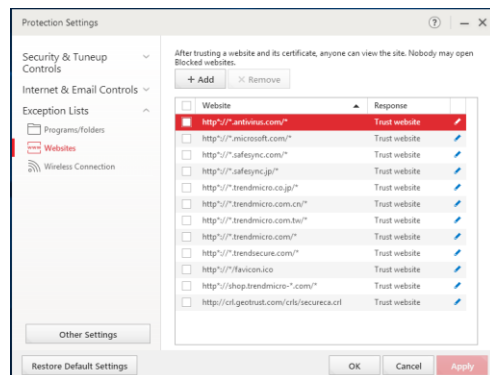 Protection Settings
?
Security & Tuneup
Controls
Internet & Email Controls
Exception Lists
Programs/folders
www Websites
Wireless Connection
Other Settings
After trusting a website and its certificate, anyone can view the site. Nobody may open
Blocked websites.
+ Add × Remove
Website Response
http*://*.antivirus.com/* Trust website
http*://*.microsoft.com/* Trust website
http*://*.safesync.com/* Trust website
http*://*.safesync.jp/* Trust website
http*://*.trendmicro.co.jp/* Trust website
http*://*.trendmicro.com.cn/* Trust website
http*://*.trendmicro.com.tw/* Trust website
http*://*.trendmicro.com/* Trust website
http*://*.trendsecure.com/* Trust website
http*://*/favicon.ico Trust website
http*://shop.trendmicro-*.com/* Trust website
http://crl.geotrust.com/crls/secureca.crl Trust website
Restore Default Settings OK Cancel Apply